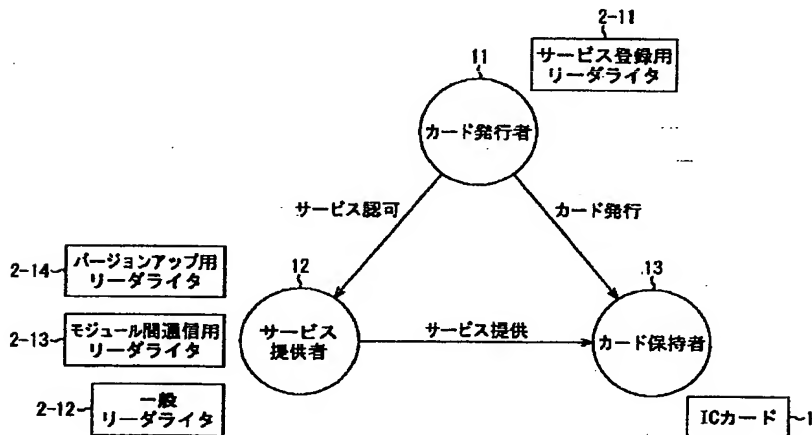 2-11
サービス登録用
リーダライタ
11
カード発行者
サービス認可
カード発行
2-14
バージョンアップ用
リーダライタ
12
13
2-13
モジュール間通信用
リーダライタ
サービス
提供者
サービス提供
カード保持者
2-12
一般
リーダライタ
ICカード
1